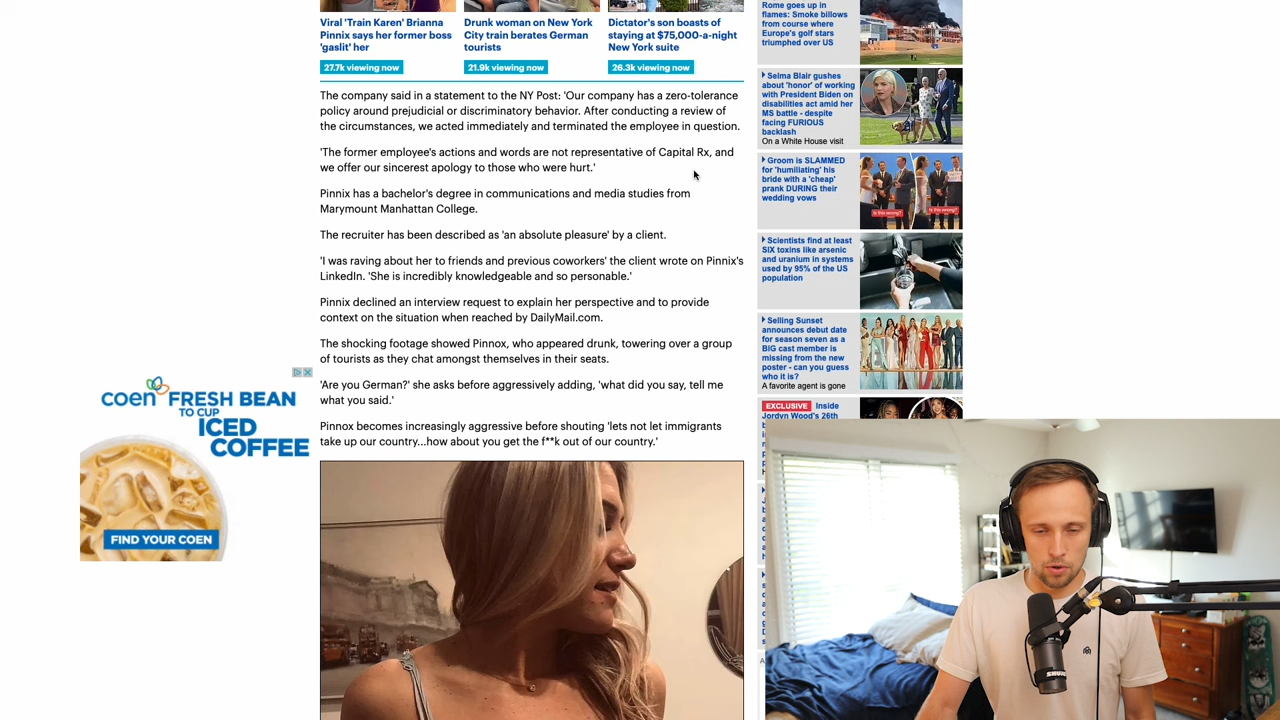 Viral 'Train Karen' Brianna
Pinnix says her former boss
'gaslit' her
27.7k viewing now
Drunk woman on New York
City train berates German
tourists
21.9k viewing now
Dictator's son boasts of
staying at $75,000-a-night
New York suite
26.3k viewing now
The company said in a statement to the NY Post: 'Our company has a zero-tolerance
policy around prejudicial or discriminatory behavior. After conducting a review of
the circumstances, we acted immediately and terminated the employee in question.
'The former employee's actions and words are not representative of Capital Rx, and
we offer our sincerest apology to those who were hurt.'
Pinnix has a bachelor's degree in communications and media studies from
Marymount Manhattan College.
The recruiter has been described as 'an absolute pleasure' by a client.
'I was raving about her to friends and previous coworkers' the client wrote on Pinnix's
LinkedIn. 'She is incredibly knowledgeable and so personable.'
Pinnix declined an interview request to explain her perspective and to provide
context on the situation when reached by DailyMail.com.
The shocking footage showed Pinnox, who appeared drunk, towering over a group
of tourists as they chat amongst themselves in their seats.
'Are you German?' she asks before aggressively adding, 'what did you say, tell me
what you said.'
Pinnox becomes increasingly aggressive before shouting 'lets not let immigrants
take up our country...how about you get the f**k out of our country.'
coen FRESH BEAN
TO CUP
ICED
COFFEE
FIND YOUR COEN
Rome goes up in
flames: Smoke billows
from course where
Europe's golf stars
triumphed over US
Selma Blair gushes
about 'honor' of working
with President Biden on
disabilities act amid her
MS battle - despite
facing FURIOUS
backlash
On a White House visit
Groom is SLAMMED
for 'humiliating' his
bride with a 'cheap'
prank DURING their
wedding vows
Is this wrong?
Is this wrong?
Scientists find at least
SIX toxins like arsenic
and uranium in systems
used by 95% of the US
population
Selling Sunset
announces debut date
for season seven as a
BIG cast member is
missing from the new
poster - can you guess
who it is?
A favorite agent is gone
EXCLUSIVE Inside
Jordyn Wood's 26th
SHURE